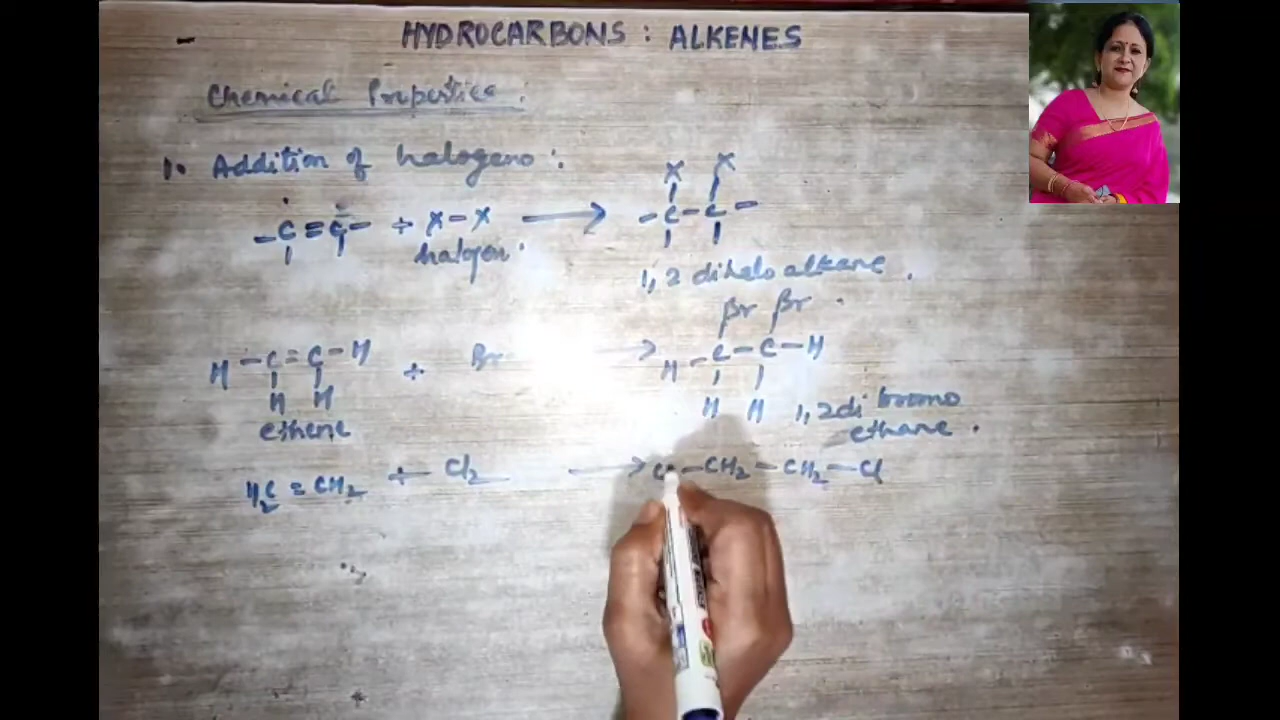 HYDROCARBONS : ALKENES
Chemical Properties.
1. Addition of halogens :
X X
-C=C- + X-X → -C-C-
halogen.
1,2 dihalo alkane.
Br Br
H-C=C-H + Br → H-C-C-H
H H H H
1,2 di bromo
ethene ethane.
H2C=CH2 + Cl2 → C -CH2-CH2-Cl